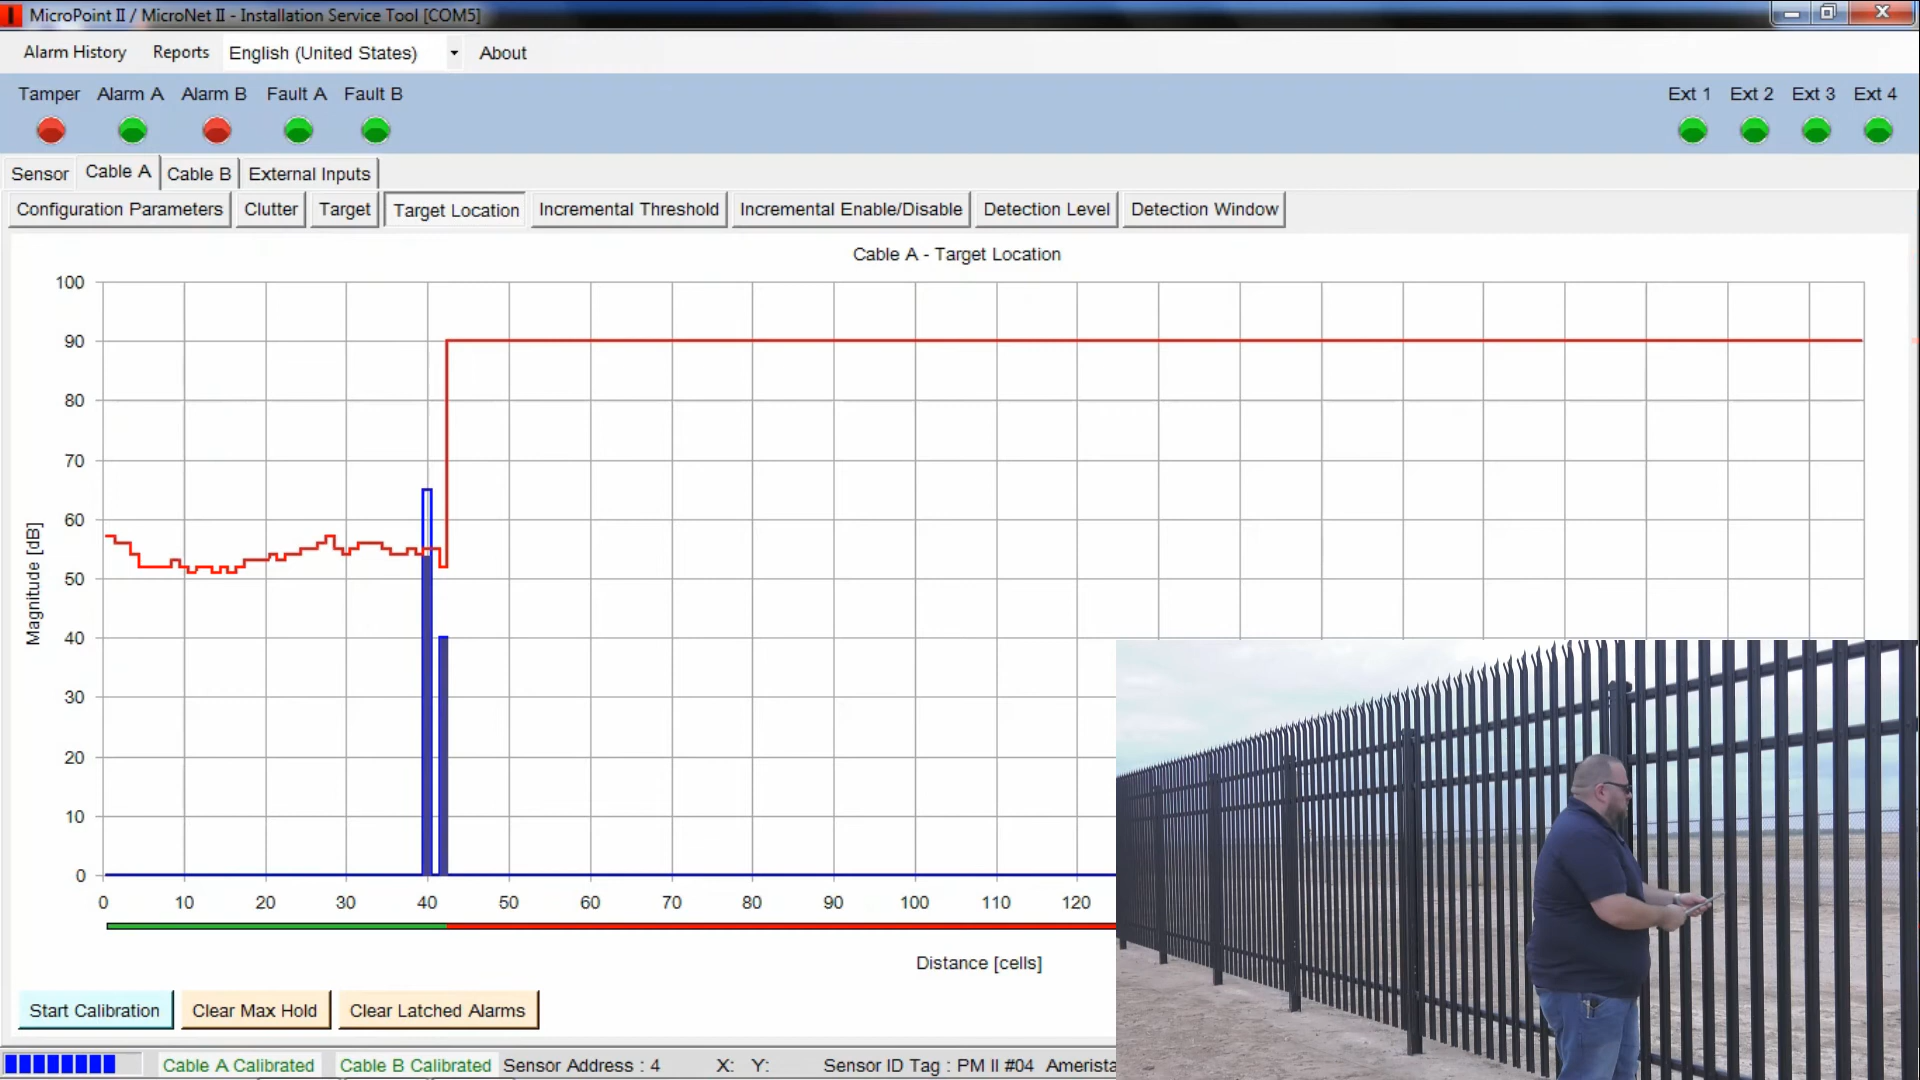 MicroPoint II / MicroNet II - Installation Service Tool [COM5]
Alarm History Reports English (United States) About
Tamper Alarm A Alarm B Fault A Fault B Ext 1 Ext 2 Ext 3 Ext 4
Sensor Cable A Cable B External Inputs
Configuration Parameters Clutter Target Target Location Incremental Threshold Incremental Enable/Disable Detection Level Detection Window
Cable A - Target Location
100
90
80
70
60
50
40
30
20
10
0
Magnitude [dB]
0 10 20 30 40 50 60 70 80 90 100 110 120
Distance [cells]
Start Calibration Clear Max Hold Clear Latched Alarms
Cable A Calibrated Cable B Calibrated Sensor Address : 4 X: Y: Sensor ID Tag : PM II #04 Amerista